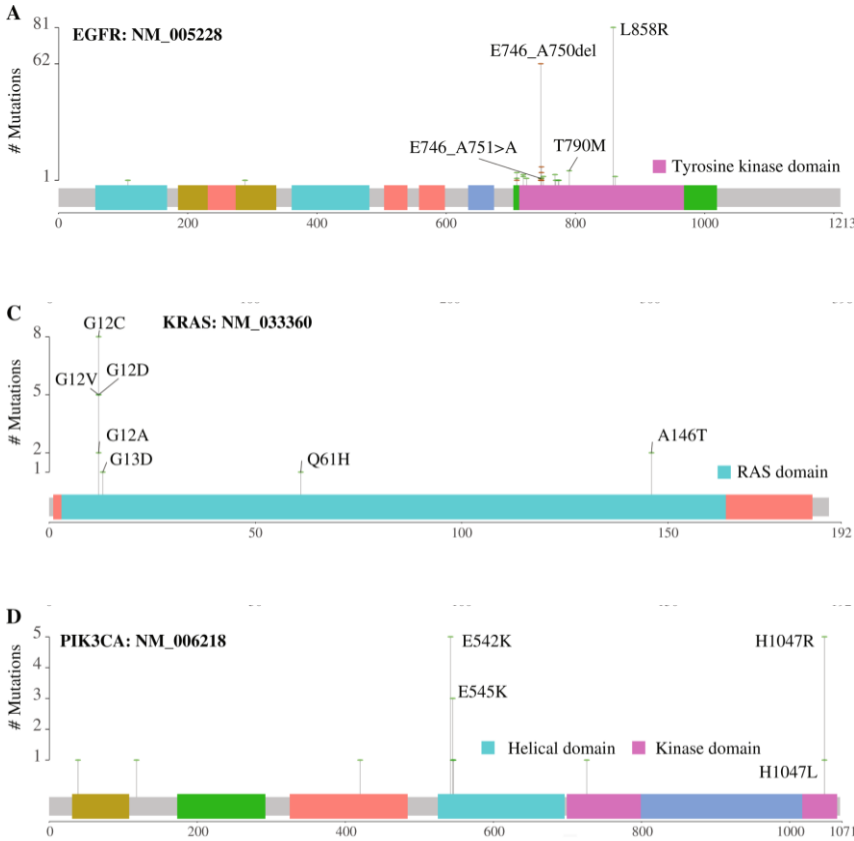 A
EGFR: NM_005228
81
62
1
# Mutations
L858R
E746_A750del
E746_A751>A
T790M
Tyrosine kinase domain
0 200 400 600 800 1000 1213
C
KRAS: NM_033360
8
5
2
1
# Mutations
G12C
G12V
G12D
G12A
G13D
Q61H
A146T
RAS domain
0 50 100 150 192
D
PIK3CA: NM_006218
5
4
3
2
1
# Mutations
E542K
H1047R
E545K
Helical domain
Kinase domain
H1047L
0 200 400 600 800 1000 1071